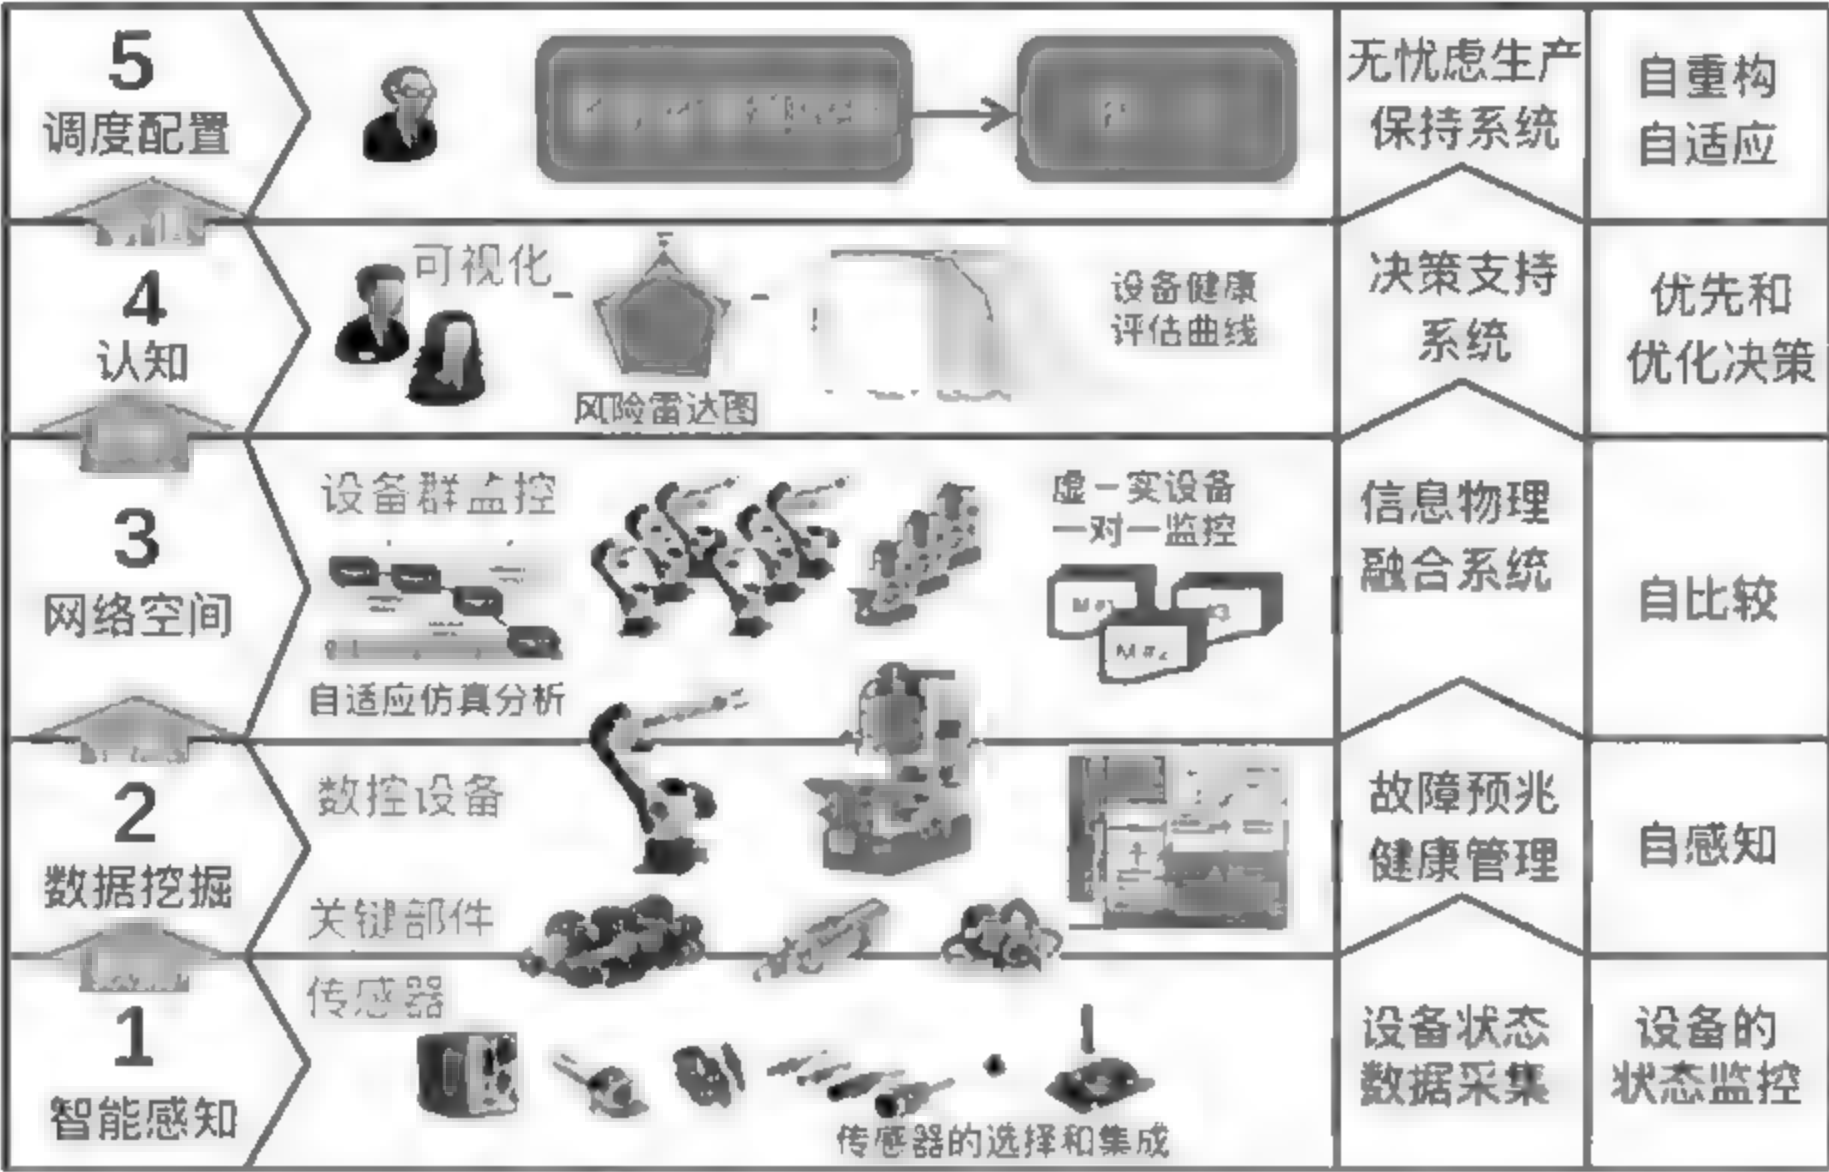 5
调度配置
无忧虑生产
保持系统
自重构
自适应
4
认知
可视化
风险雷达图
设备健康
评估曲线
决策支持
系统
优先和
优化决策
3
网络空间
设备群监控
自适应仿真分析
虚一实设备
一对一监控
M #2
信息物理
融合系统
自比较
2
数据挖掘
数控设备
关键部件
故障预兆
健康管理
自感知
1
智能感知
传感器
传感器的选择和集成
设备状态
数据采集
设备的
状态监控